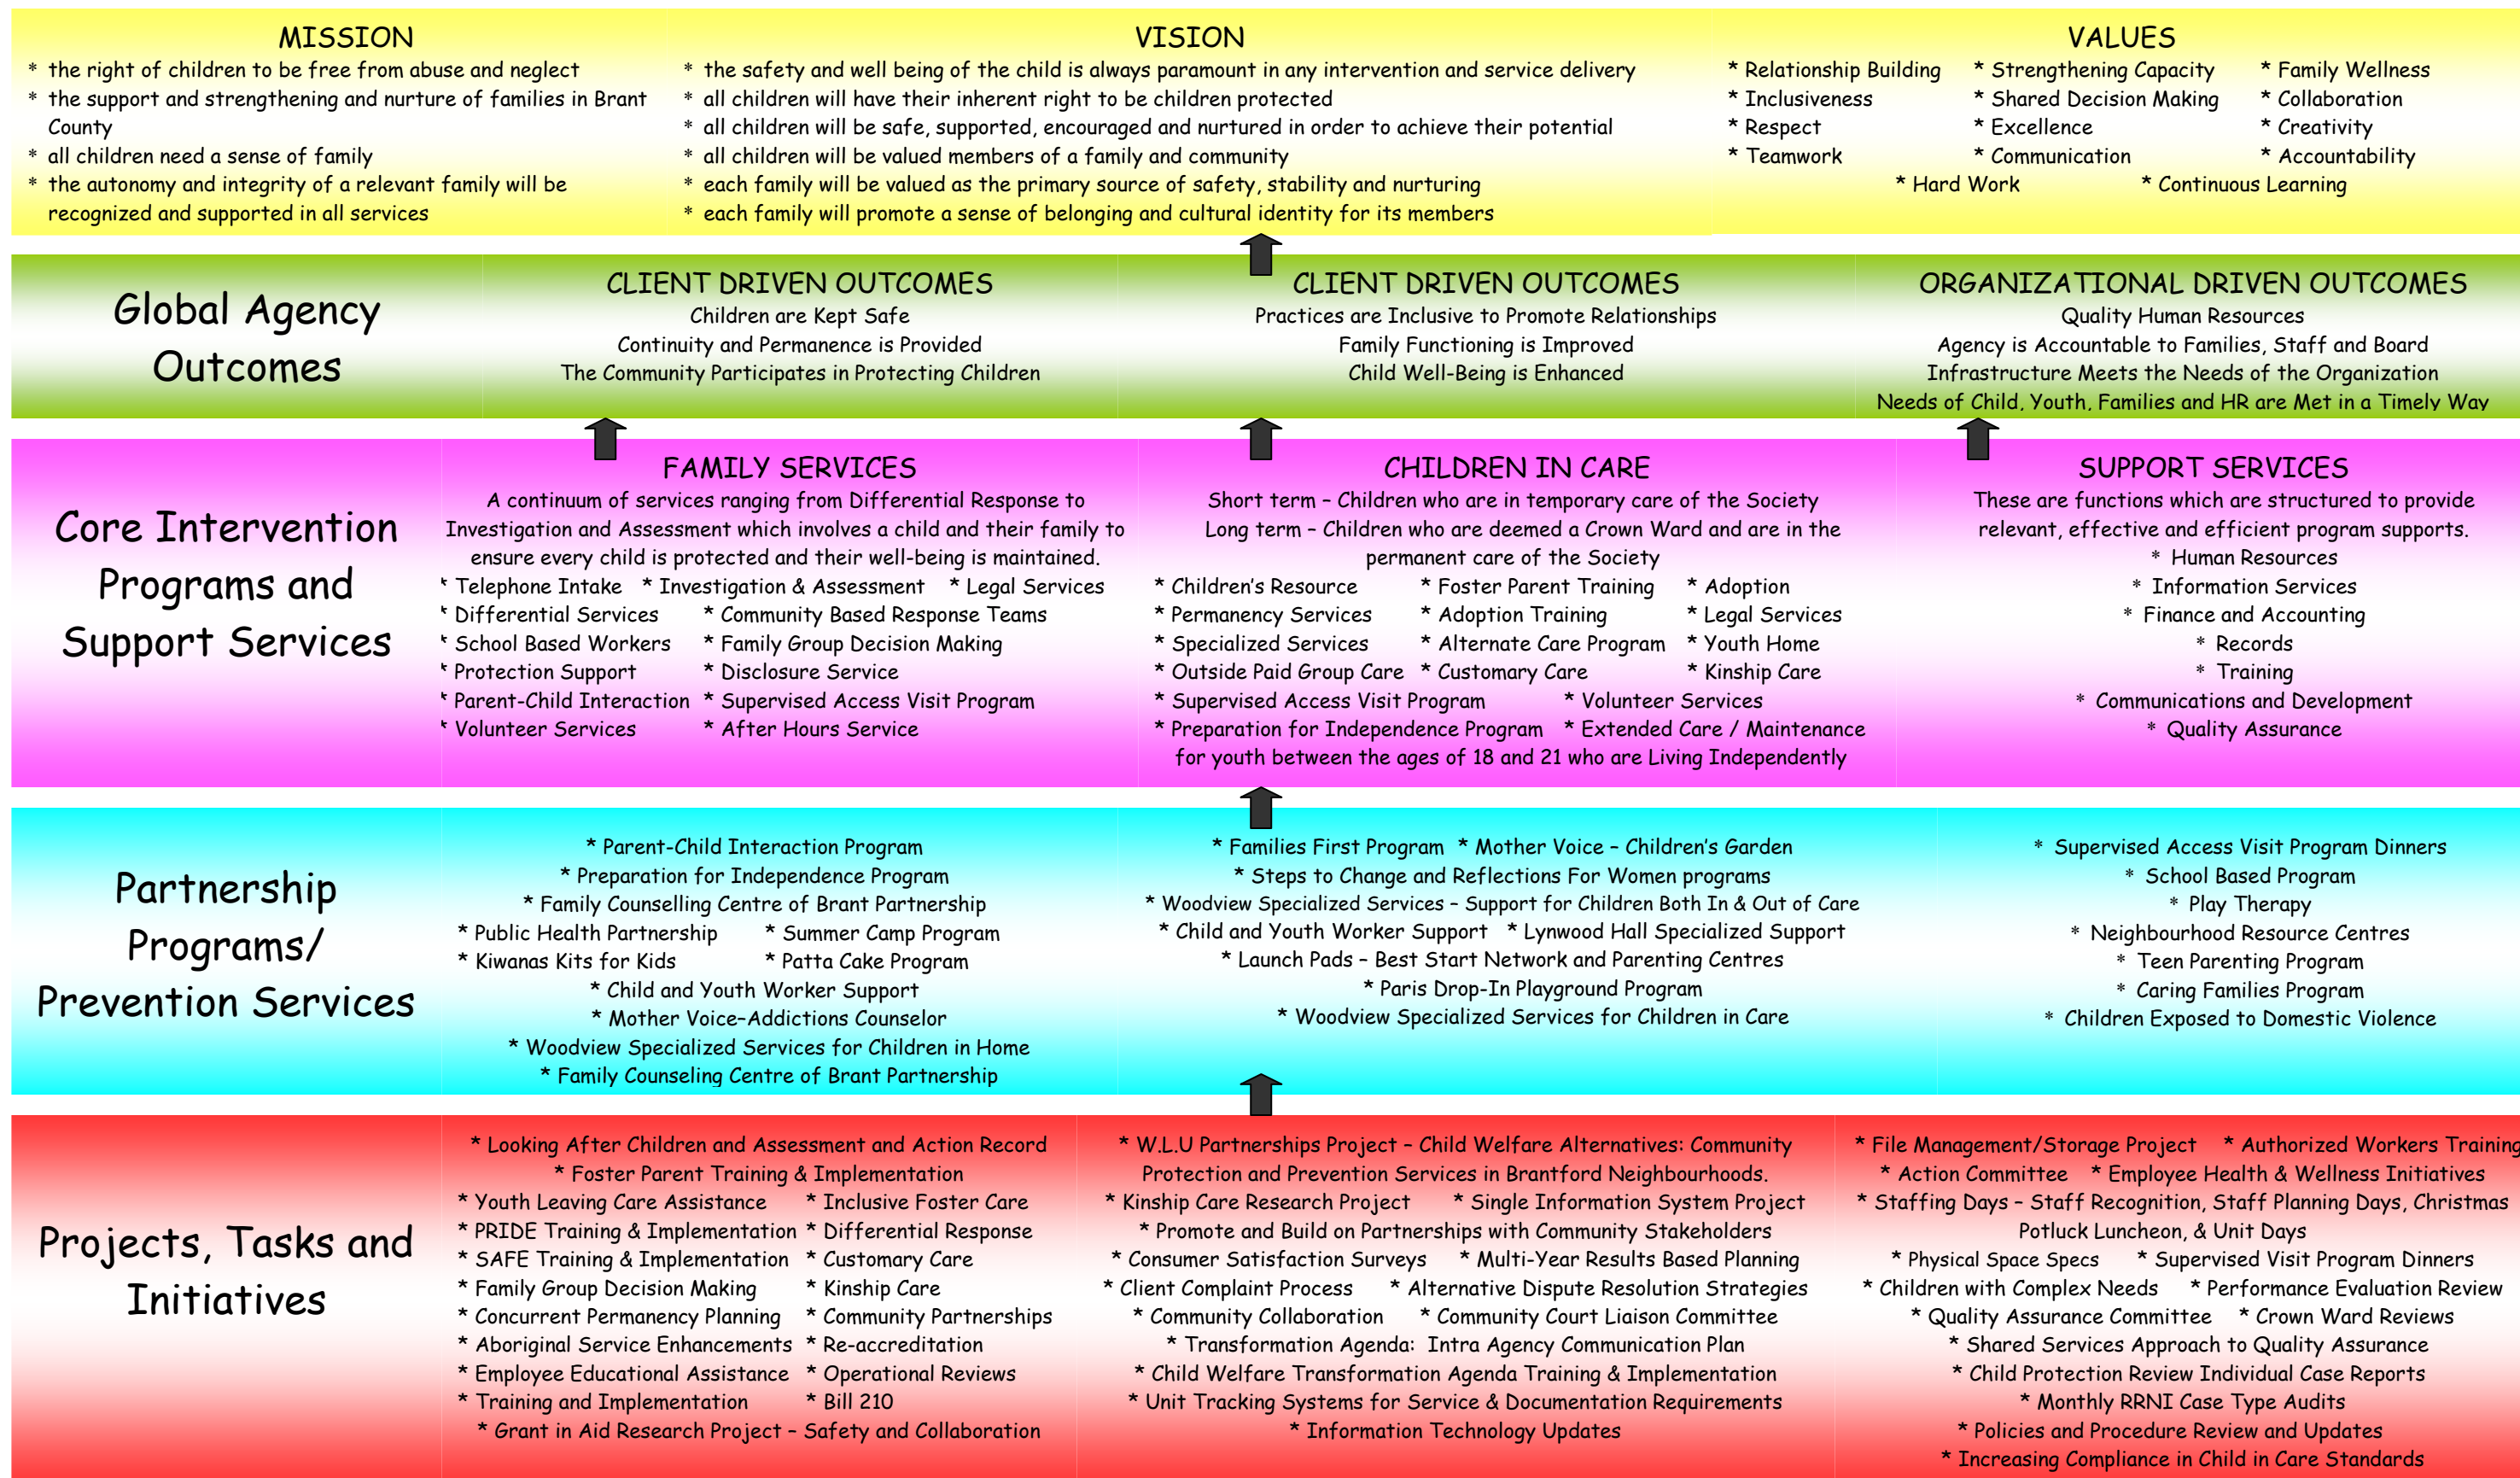 MISSION
* the right of children to be free from abuse and neglect
* the support and strengthening and nurture of families in Brant
County
* all children need a sense of family
* the autonomy and integrity of a relevant family will be
recognized and supported in all services
VISION
* the safety and well being of the child is always paramount in any intervention and service delivery
* all children will have their inherent right to be children protected
* all children will be safe, supported, encouraged and nurtured in order to achieve their potential
* all children will be valued members of a family and community
* each family will be valued as the primary source of safety, stability and nurturing
* each family will promote a sense of belonging and cultural identity for its members
VALUES
* Relationship Building * Strengthening Capacity * Family Wellness
* Inclusiveness * Shared Decision Making * Collaboration
* Respect * Excellence * Creativity
* Teamwork * Communication * Accountability
* Hard Work * Continuous Learning
Global Agency
Outcomes
CLIENT DRIVEN OUTCOMES
Children are Kept Safe
Continuity and Permanence is Provided
The Community Participates in Protecting Children
CLIENT DRIVEN OUTCOMES
Practices are Inclusive to Promote Relationships
Family Functioning is Improved
Child Well-Being is Enhanced
ORGANIZATIONAL DRIVEN OUTCOMES
Quality Human Resources
Agency is Accountable to Families, Staff and Board
Infrastructure Meets the Needs of the Organization
Needs of Child, Youth, Families and HR are Met in a Timely Way
Core Intervention
Programs and
Support Services
FAMILY SERVICES
A continuum of services ranging from Differential Response to
Investigation and Assessment which involves a child and their family to
ensure every child is protected and their well-being is maintained.
* Telephone Intake * Investigation & Assessment * Legal Services
* Differential Services * Community Based Response Teams
* School Based Workers * Family Group Decision Making
* Protection Support * Disclosure Service
* Parent-Child Interaction * Supervised Access Visit Program
* Volunteer Services * After Hours Service
CHILDREN IN CARE
Short term – Children who are in temporary care of the Society
Long term – Children who are deemed a Crown Ward and are in the
permanent care of the Society
* Children's Resource * Foster Parent Training * Adoption
* Permanency Services * Adoption Training * Legal Services
* Specialized Services * Alternate Care Program * Youth Home
* Outside Paid Group Care * Customary Care * Kinship Care
* Supervised Access Visit Program * Volunteer Services
* Preparation for Independence Program * Extended Care / Maintenance
for youth between the ages of 18 and 21 who are Living Independently
SUPPORT SERVICES
These are functions which are structured to provide
relevant, effective and efficient program supports.
* Human Resources
* Information Services
* Finance and Accounting
* Records
* Training
* Communications and Development
* Quality Assurance
Partnership
Programs/
Prevention Services
* Parent-Child Interaction Program
* Preparation for Independence Program
* Family Counselling Centre of Brant Partnership
* Public Health Partnership * Summer Camp Program
* Kiwanas Kits for Kids * Patta Cake Program
* Child and Youth Worker Support
* Mother Voice–Addictions Counselor
* Woodview Specialized Services for Children in Home
* Family Counseling Centre of Brant Partnership
* Families First Program * Mother Voice – Children's Garden
* Steps to Change and Reflections For Women programs
* Woodview Specialized Services – Support for Children Both In & Out of Care
* Child and Youth Worker Support * Lynwood Hall Specialized Support
* Launch Pads – Best Start Network and Parenting Centres
* Paris Drop-In Playground Program
* Woodview Specialized Services for Children in Care
* Supervised Access Visit Program Dinners
* School Based Program
* Play Therapy
* Neighbourhood Resource Centres
* Teen Parenting Program
* Caring Families Program
* Children Exposed to Domestic Violence
Projects, Tasks and
Initiatives
* Looking After Children and Assessment and Action Record
* Foster Parent Training & Implementation
* Youth Leaving Care Assistance * Inclusive Foster Care
* PRIDE Training & Implementation * Differential Response
* SAFE Training & Implementation * Customary Care
* Family Group Decision Making * Kinship Care
* Concurrent Permanency Planning * Community Partnerships
* Aboriginal Service Enhancements * Re-accreditation
* Employee Educational Assistance * Operational Reviews
* Training and Implementation * Bill 210
* Grant in Aid Research Project – Safety and Collaboration
* W.L.U Partnerships Project – Child Welfare Alternatives: Community
Protection and Prevention Services in Brantford Neighbourhoods.
* Kinship Care Research Project * Single Information System Project
* Promote and Build on Partnerships with Community Stakeholders
* Consumer Satisfaction Surveys * Multi-Year Results Based Planning
* Client Complaint Process * Alternative Dispute Resolution Strategies
* Community Collaboration * Community Court Liaison Committee
* Transformation Agenda: Intra Agency Communication Plan
* Child Welfare Transformation Agenda Training & Implementation
* Unit Tracking Systems for Service & Documentation Requirements
* Information Technology Updates
* File Management/Storage Project * Authorized Workers Training
* Action Committee * Employee Health & Wellness Initiatives
* Staffing Days – Staff Recognition, Staff Planning Days, Christmas
Potluck Luncheon, & Unit Days
* Physical Space Specs * Supervised Visit Program Dinners
* Children with Complex Needs * Performance Evaluation Review
* Quality Assurance Committee * Crown Ward Reviews
* Shared Services Approach to Quality Assurance
* Child Protection Review Individual Case Reports
* Monthly RRNI Case Type Audits
* Policies and Procedure Review and Updates
* Increasing Compliance in Child in Care Standards